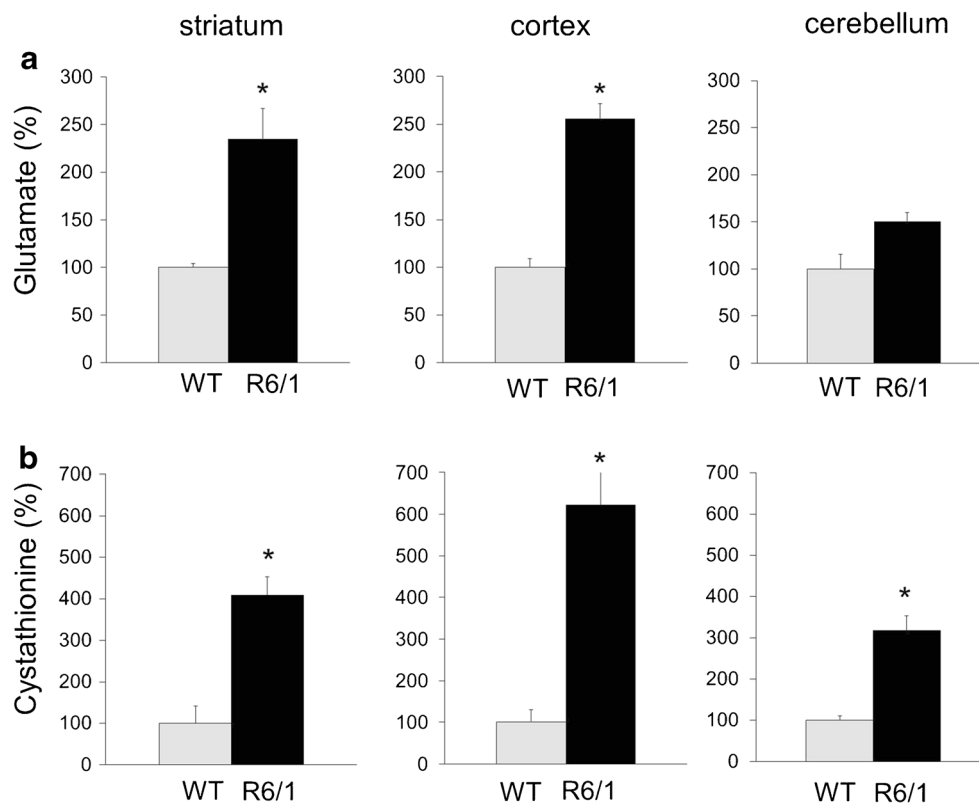 striatum cortex cerebellum
a
Glutamate (%)
300 300 300
* *
250 250 250
200 200 200
150 150 150
100 100 100
50 50 50
0 0 0
WT R6/1 WT R6/1 WT R6/1
b
Cystathionine (%)
700 700 700
*
600 600 600
500 500 500
* *
400 400 400
300 300 300
200 200 200
100 100 100
0 0 0
WT R6/1 WT R6/1 WT R6/1